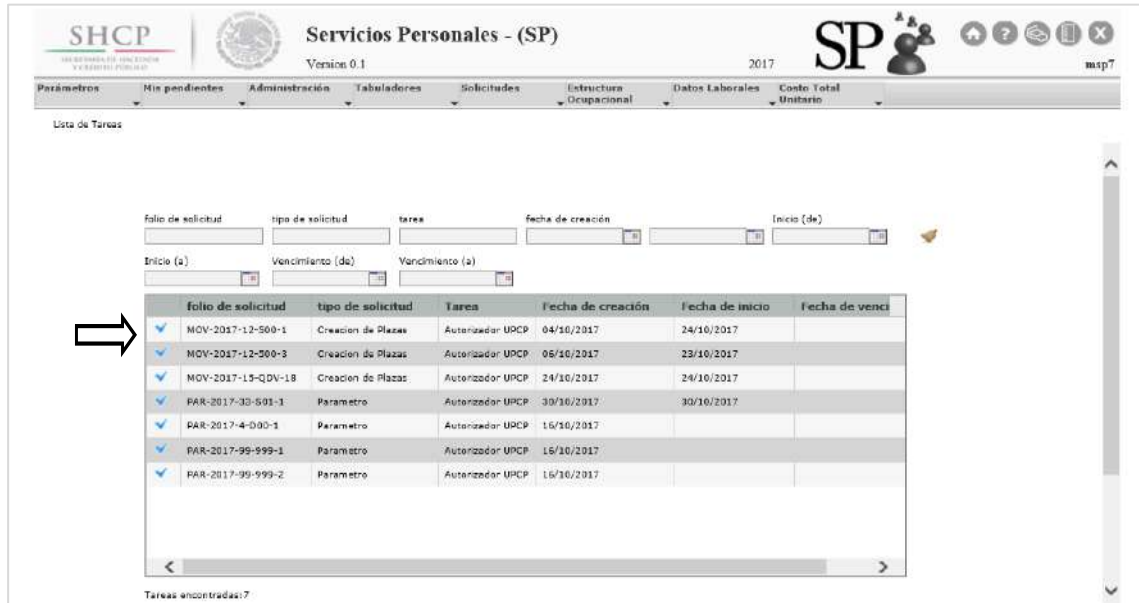 SHCP
SECRETARÍA DE HACIENDA
Y CRÉDITO PÚBLICO
Servicios Personales - (SP)
Version 0.1
2017
SP
msp7
Parámetros Mis pendientes Administración Tabuladores Solicitudes Estructura Ocupacional Datos Laborales Costo Total Unitario
Lista de Tareas
folio de solicitud tipo de solicitud tarea fecha de creación Inicio (de)
Inicio (a) Vencimiento (de) Vencimiento (a)
folio de solicitud tipo de solicitud Tarea Fecha de creación Fecha de inicio Fecha de venci
MOV-2017-12-500-1 Creacion de Plazas Autorizador UPCP 04/10/2017 24/10/2017
MOV-2017-12-500-3 Creacion de Plazas Autorizador UPCP 06/10/2017 23/10/2017
MOV-2017-15-QDV-18 Creacion de Plazas Autorizador UPCP 24/10/2017 24/10/2017
PAR-2017-33-S01-1 Parametro Autorizador UPCP 30/10/2017 30/10/2017
PAR-2017-4-D00-1 Parametro Autorizador UPCP 16/10/2017
PAR-2017-99-999-1 Parametro Autorizador UPCP 16/10/2017
PAR-2017-99-999-2 Parametro Autorizador UPCP 16/10/2017
Tareas encontradas:7